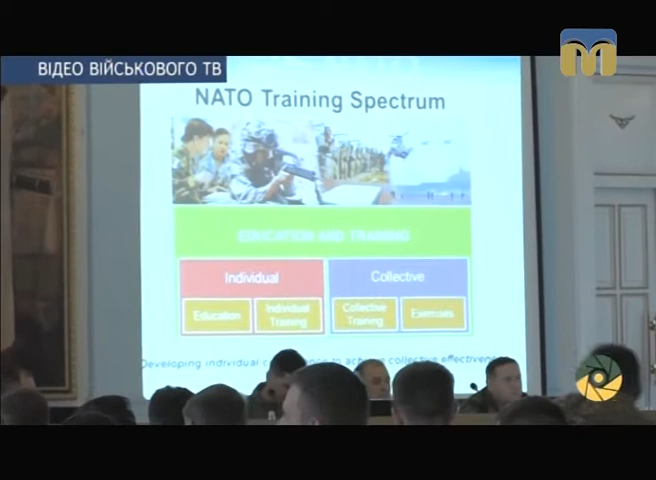 ВІДЕО ВІЙСЬКОВОГО ТВ
NATO Training Spectrum
EDUCATION AND TRAINING
Individual
Collective
Education
Individual
Training
Collective
Training
Exercises
Developing individual competence to achieve collective effectiveness